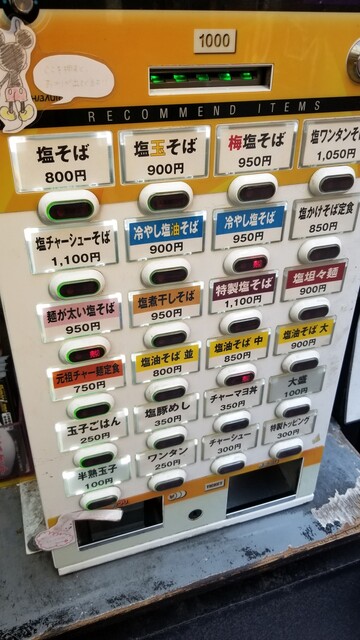 1000
RECOMMEND ITEMS
塩そば
800円
塩玉そば
900円
梅塩そば
950円
塩ワンタンそ
1,050円
塩チャーシューそば
1,100円
冷やし塩油そば
900円
冷やし塩そば
950円
塩かけそば定食
850円
麺が太い塩そば
950円
塩煮干しそば
950円
特製塩そば
1,100円
塩坦々麺
900円
元祖チャー麺定食
750円
塩油そば 並
800円
塩油そば 中
850円
塩油そば 大
900円
玉子ごはん
250円
塩豚めし
350円
チャーマヨ丼
350円
大盛
100円
半熟玉子
100円
ワンタン
250円
チャーシュー
300円
特製トッピング
300円